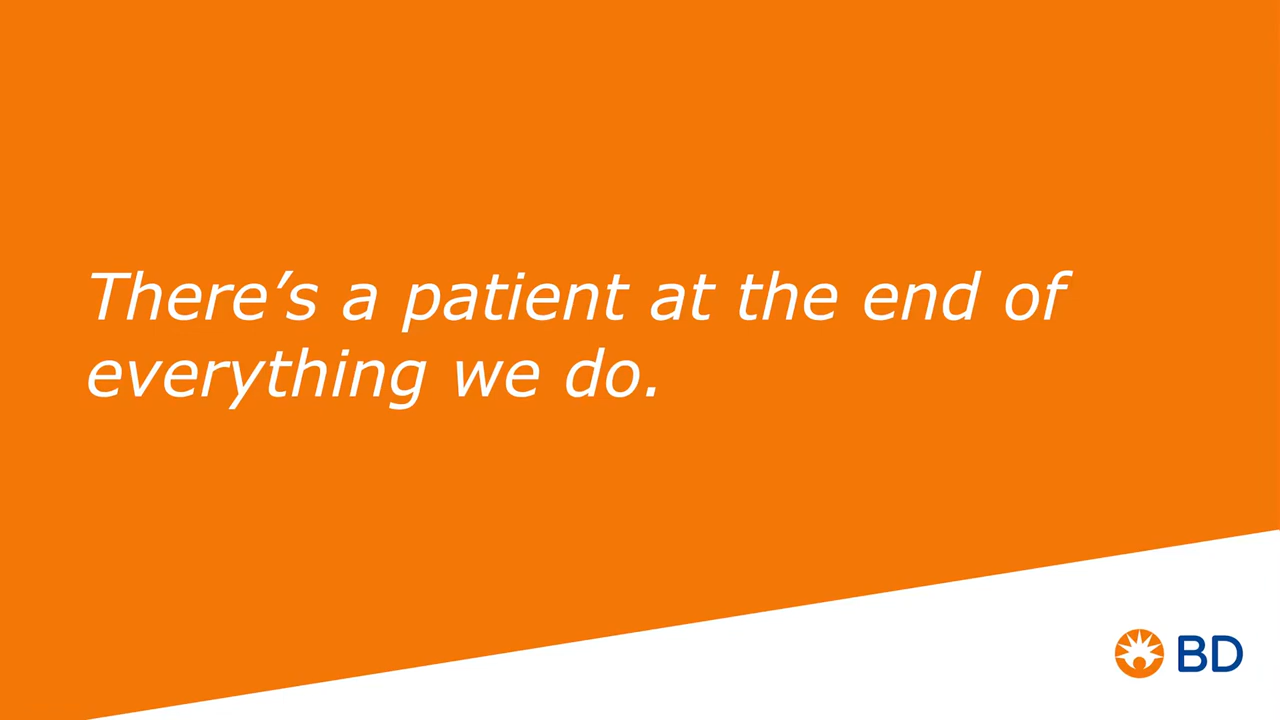 There’s a patient at the end of
everything we do.
BD